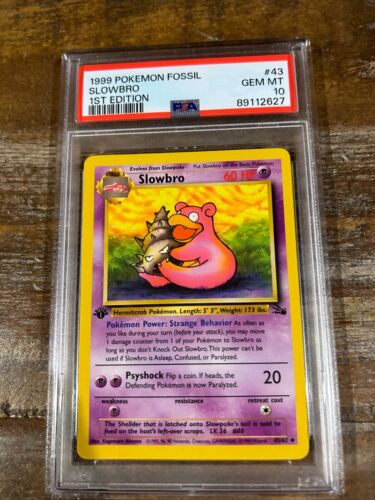 1999 POKEMON FOSSIL #43
SLOWBRO GEM MT
1ST EDITION 10
PSA 89112627
Evolves from Slowpoke Put Slowbro on the Basic Pokémon
STAGE 1 Slowbro 60 HP
Hermitcrab Pokémon. Length: 5' 3", Weight: 173 lbs.
Pokémon Power: Strange Behavior As often as
you like during your turn (before your attack), you may
move 1 damage counter from 1 of your Pokémon to Slowbro as
long as you don't Knock Out Slowbro. This power can't be used
if Slowbro is Asleep, Confused, or Paralyzed.
Psyshock Flip a coin. If heads, the 20
Defending Pokémon is now Paralyzed.
weakness resistance retreat cost
The Shellder that is latched onto Slowpoke's tail is said to
feed on the host's left-over scraps. LV. 26 #80
Illus. Kagemaru Himeno 43/62